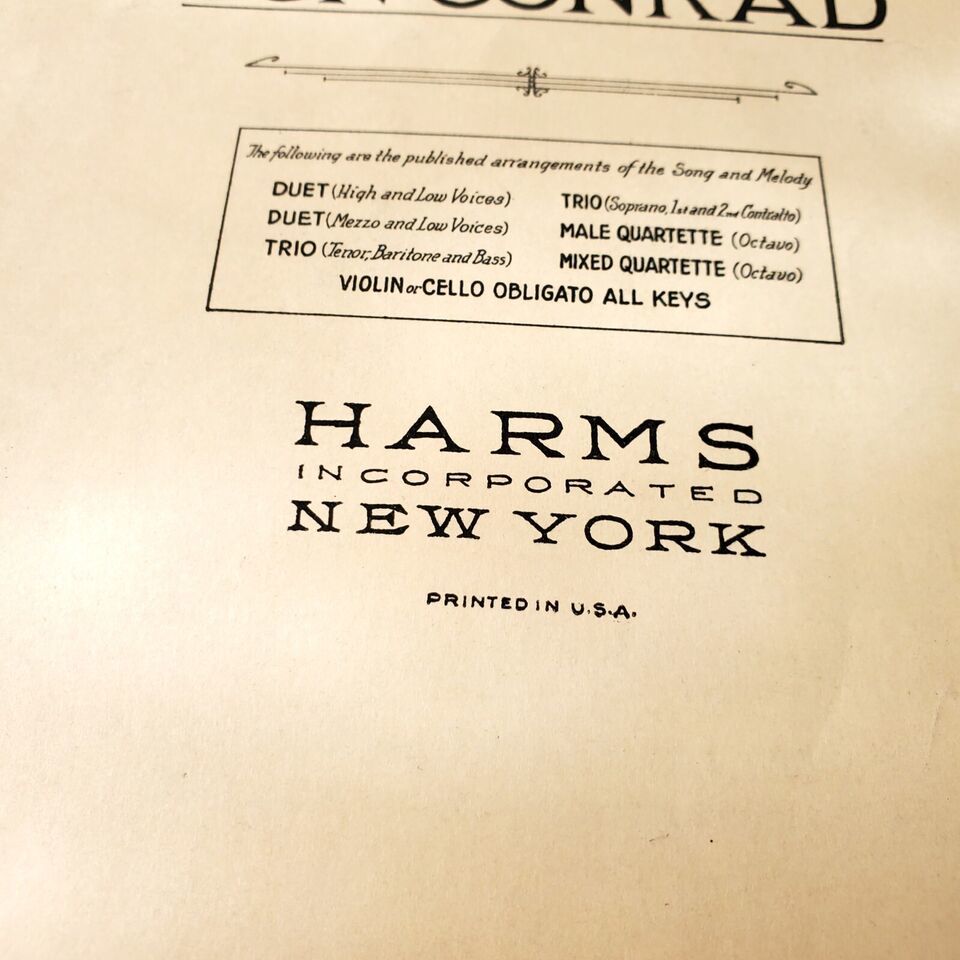 CONRAD
The following are the published arrangements of the Song and Melody
DUET (High and Low Voices)
DUET (Mezzo and Low Voices)
TRIO (Tenor, Baritone and Bass)
TRIO (Soprano, 1st and 2nd Contralto)
MALE QUARTETTE (Octavo)
MIXED QUARTETTE (Octavo)
VIOLIN or CELLO OBLIGATO ALL KEYS
HARMS
INCORPORATED
NEW YORK
PRINTED IN U.S.A.